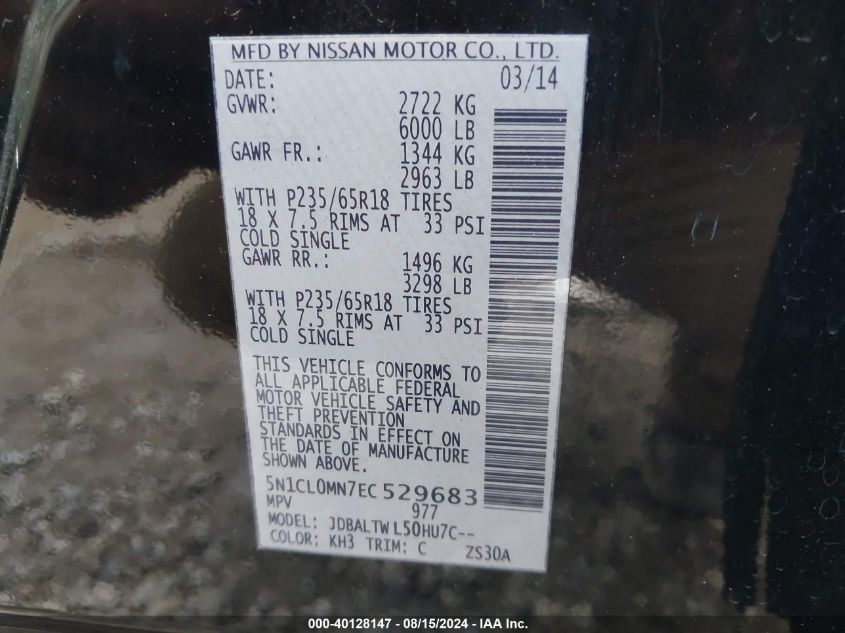 MFD BY NISSAN MOTOR CO., LTD.
DATE: 03/14
GVWR: 2722 KG
6000 LB
GAWR FR.: 1344 KG
2963 LB
WITH P235/65R18 TIRES
18 X 7.5 RIMS AT 33 PSI
COLD SINGLE
GAWR RR.: 1496 KG
3298 LB
WITH P235/65R18 TIRES
18 X 7.5 RIMS AT 33 PSI
COLD SINGLE
THIS VEHICLE CONFORMS TO
ALL APPLICABLE FEDERAL
MOTOR VEHICLE SAFETY AND
THEFT PREVENTION
STANDARDS IN EFFECT ON
THE DATE OF MANUFACTURE
SHOWN ABOVE.
5N1CL0MN7EC529683
MPV 977
MODEL: JDBALTWL50HU7C--
COLOR: KH3 TRIM: C ZS30A
000-40128147 - 08/15/2024 - IAA Inc.